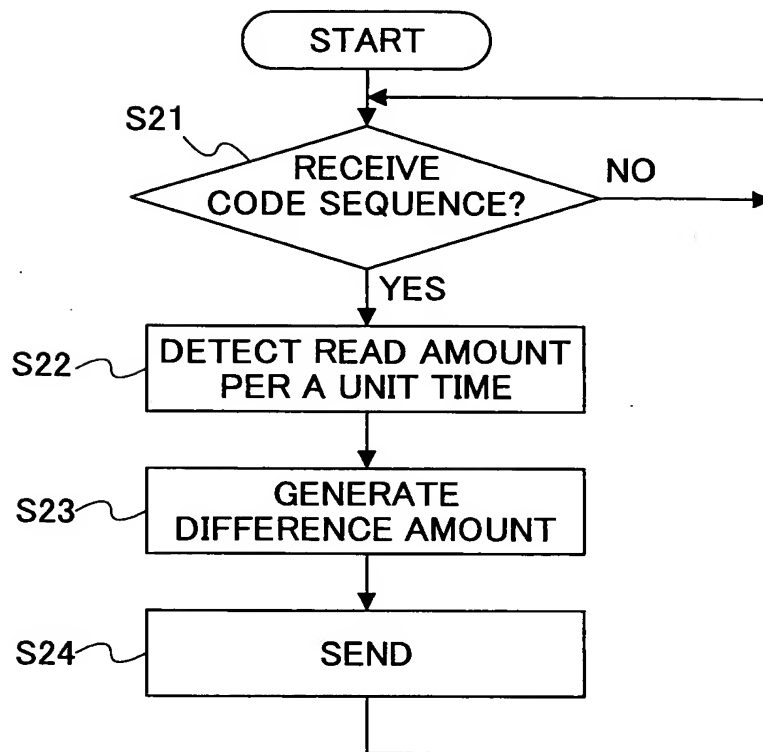 START
S21
RECEIVE
CODE SEQUENCE?
NO
YES
S22
DETECT READ AMOUNT
PER A UNIT TIME
S23
GENERATE
DIFFERENCE AMOUNT
S24
SEND